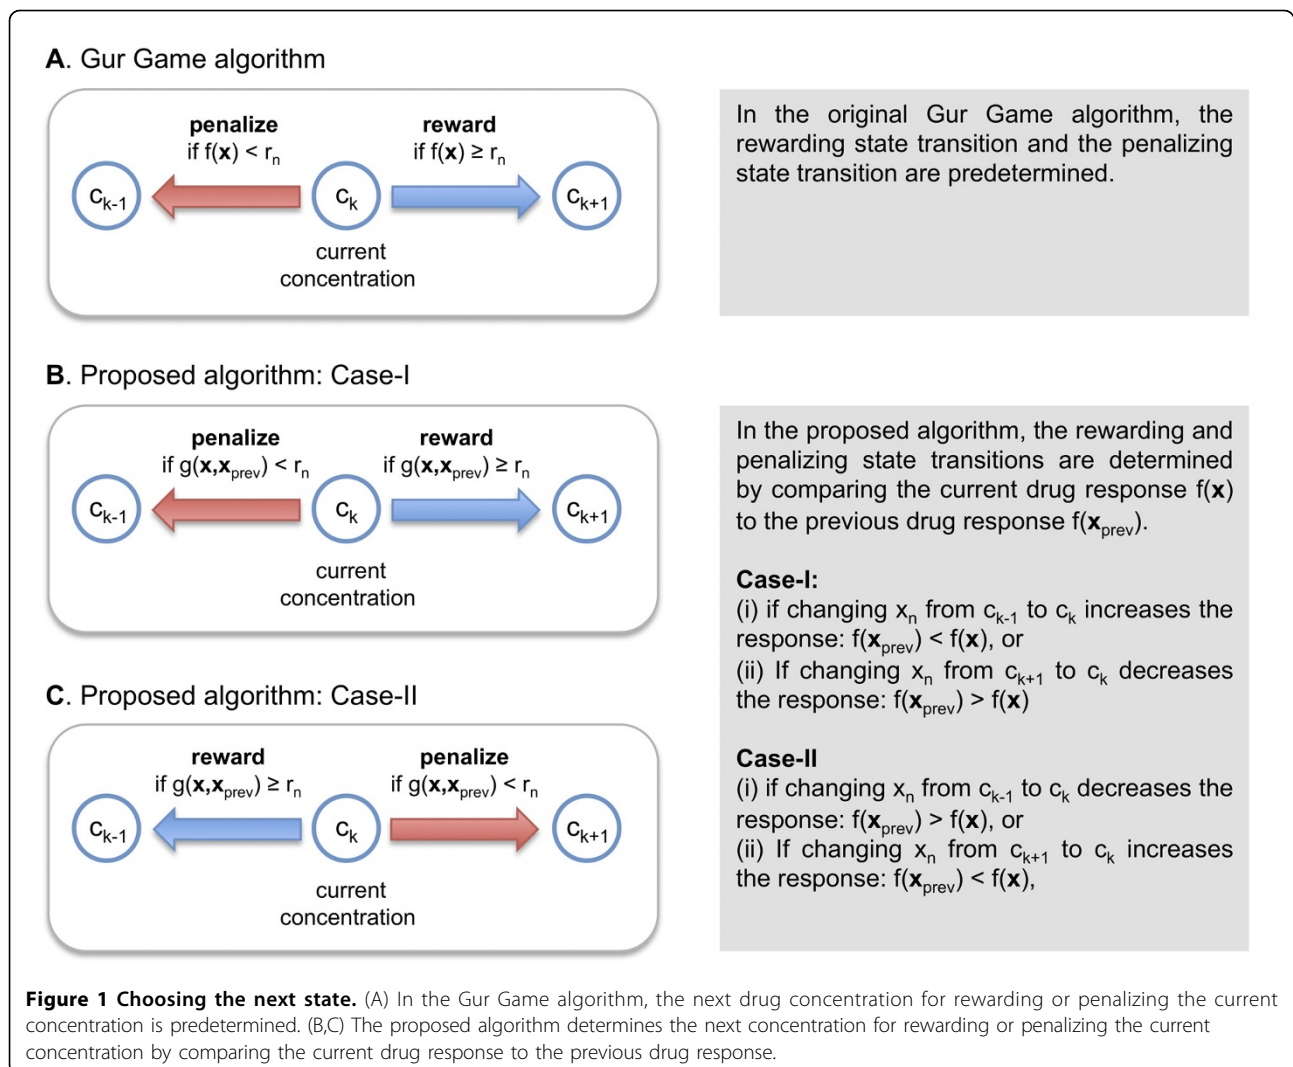 A. Gur Game algorithm
penalize
if f(x) < rn
reward
if f(x) ≥ rn
ck-1
ck
ck+1
current
concentration
In the original Gur Game algorithm, the
rewarding state transition and the penalizing
state transition are predetermined.
B. Proposed algorithm: Case-I
penalize
if g(x,xprev) < rn
reward
if g(x,xprev) ≥ rn
ck-1
ck
ck+1
current
concentration
C. Proposed algorithm: Case-II
reward
if g(x,xprev) ≥ rn
penalize
if g(x,xprev) < rn
ck-1
ck
ck+1
current
concentration
In the proposed algorithm, the rewarding and
penalizing state transitions are determined
by comparing the current drug response f(x)
to the previous drug response f(xprev).
Case-I:
(i) if changing xn from ck-1 to ck increases the
response: f(xprev) < f(x), or
(ii) If changing xn from ck+1 to ck decreases
the response: f(xprev) > f(x)
Case-II
(i) if changing xn from ck-1 to ck decreases the
response: f(xprev) > f(x), or
(ii) If changing xn from ck+1 to ck increases
the response: f(xprev) < f(x),
Figure 1 Choosing the next state. (A) In the Gur Game algorithm, the next drug concentration for rewarding or penalizing the current
concentration is predetermined. (B,C) The proposed algorithm determines the next concentration for rewarding or penalizing the current
concentration by comparing the current drug response to the previous drug response.